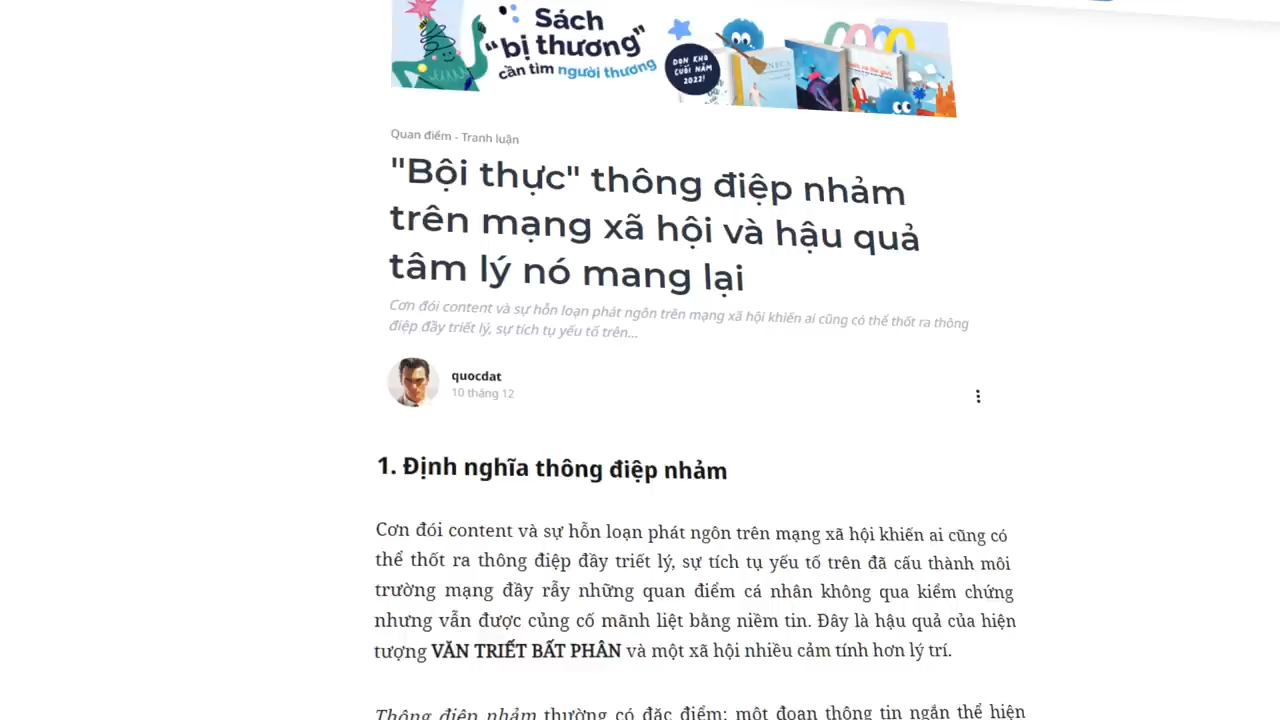 Sách
"bị thương"
cần tìm người thương
DỌN KHO
CUỐI NĂM
2022!
Quan điểm - Tranh luận
"Bội thực" thông điệp nhảm
trên mạng xã hội và hậu quả
tâm lý nó mang lại
Cơn đói content và sự hỗn loạn phát ngôn trên mạng xã hội khiến ai cũng có thể thốt ra thông
điệp đầy triết lý, sự tích tụ yếu tố trên...
quocdat
10 tháng 12
1. Định nghĩa thông điệp nhảm
Cơn đói content và sự hỗn loạn phát ngôn trên mạng xã hội khiến ai cũng có
thể thốt ra thông điệp đầy triết lý, sự tích tụ yếu tố trên đã cấu thành môi
trường mạng đầy rẫy những quan điểm cá nhân không qua kiểm chứng
nhưng vẫn được củng cố mãnh liệt bằng niềm tin. Đây là hậu quả của hiện
tượng VĂN TRIẾT BẤT PHÂN và một xã hội nhiều cảm tính hơn lý trí.
Thông điệp nhảm thường có đặc điểm: một đoạn thông tin ngắn thể hiện